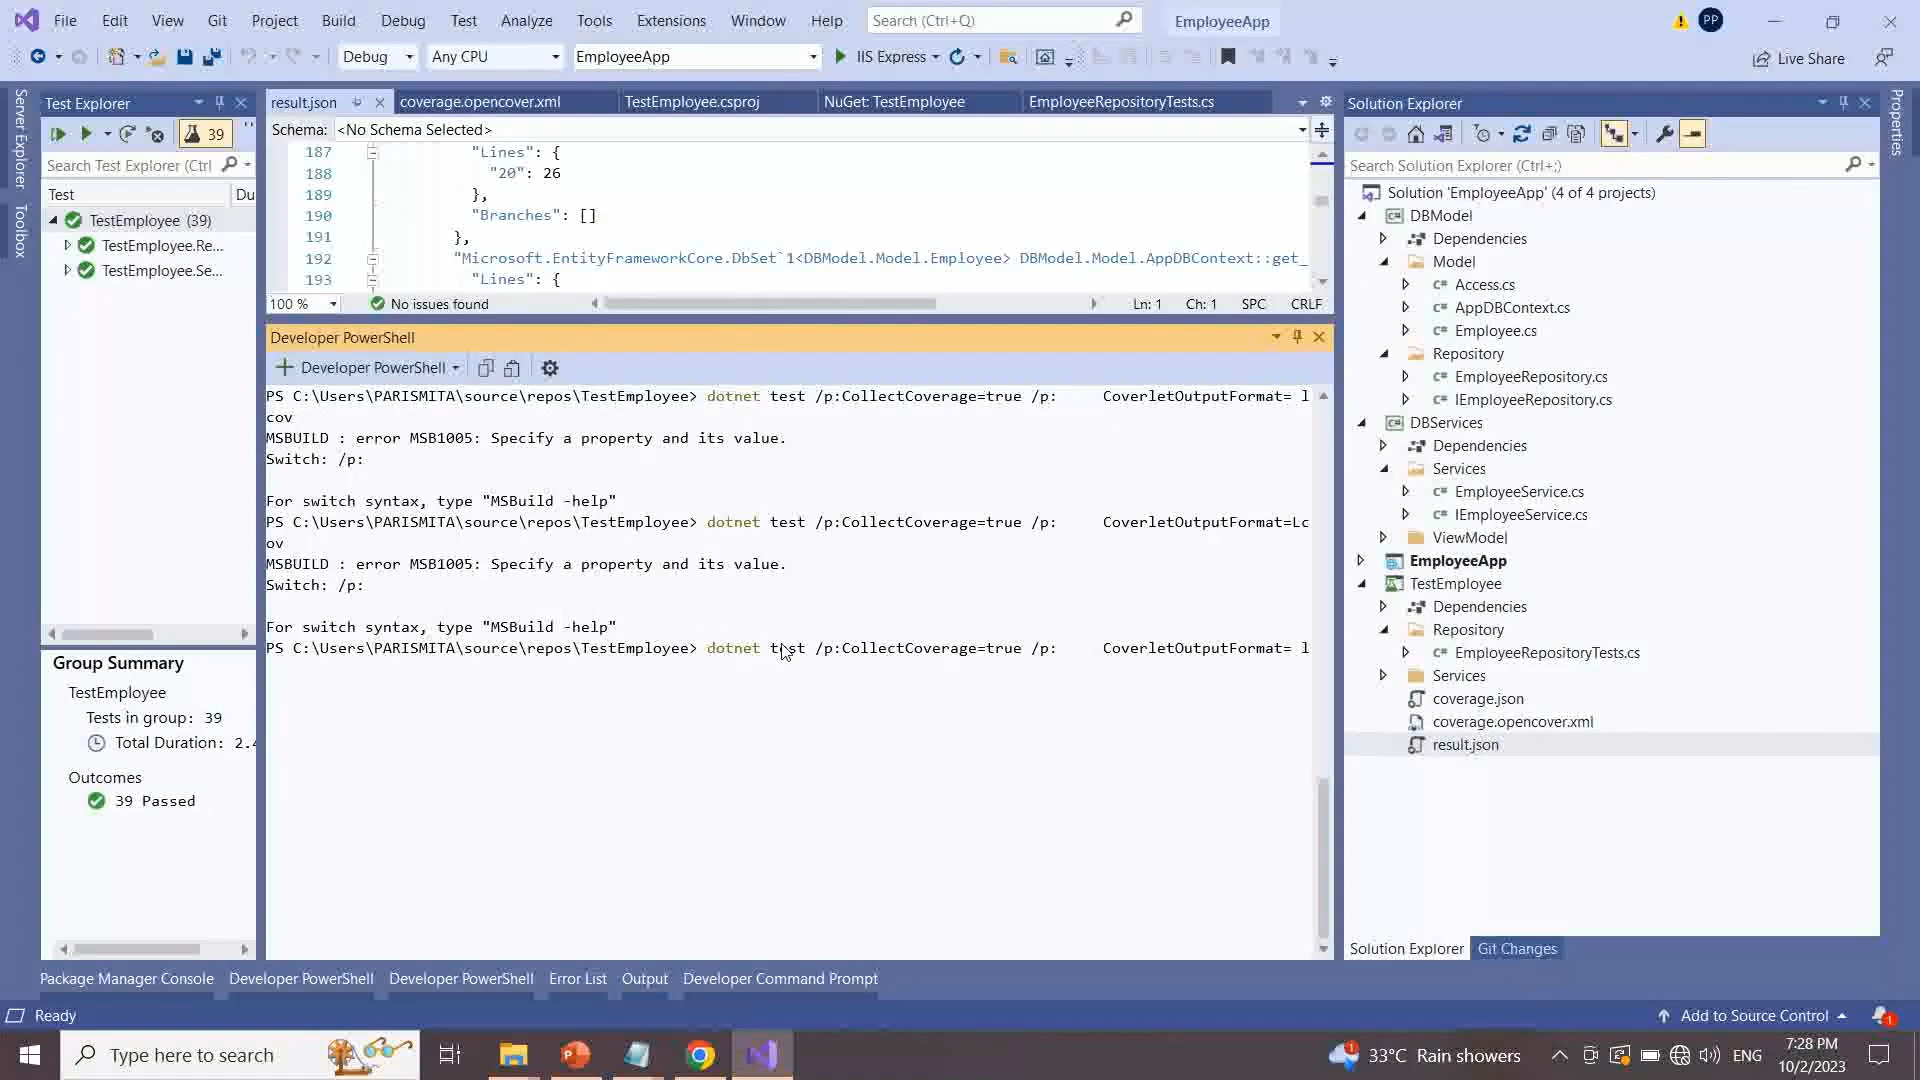 File Edit View Git Project Build Debug Test Analyze Tools Extensions Window Help Search (Ctrl+Q) EmployeeApp PP
Debug Any CPU EmployeeApp IIS Express Live Share
Server Explorer
Toolbox
Test Explorer
39
Search Test Explorer (Ctrl
Test Du
TestEmployee (39)
TestEmployee.Re...
TestEmployee.Se...
Group Summary
TestEmployee
Tests in group: 39
Total Duration: 2.4
Outcomes
39 Passed
result.json coverage.opencover.xml TestEmployee.csproj NuGet: TestEmployee EmployeeRepositoryTests.cs
Schema: <No Schema Selected>
187 "Lines": {
188 "20": 26
189 },
190 "Branches": []
191 },
192 "Microsoft.EntityFrameworkCore.DbSet`1<DBModel.Model.Employee> DBModel.Model.AppDBContext::get_
193 "Lines": {
100 % No issues found Ln: 1 Ch: 1 SPC CRLF
Developer PowerShell
Developer PowerShell
PS C:\Users\PARISMITA\source\repos\TestEmployee> dotnet test /p:CollectCoverage=true /p:     CoverletOutputFormat= l
cov
MSBUILD : error MSB1005: Specify a property and its value.
Switch: /p:
For switch syntax, type "MSBuild -help"
PS C:\Users\PARISMITA\source\repos\TestEmployee> dotnet test /p:CollectCoverage=true /p:     CoverletOutputFormat=Lc
ov
MSBUILD : error MSB1005: Specify a property and its value.
Switch: /p:
For switch syntax, type "MSBuild -help"
PS C:\Users\PARISMITA\source\repos\TestEmployee> dotnet test /p:CollectCoverage=true /p:     CoverletOutputFormat= l
Solution Explorer
Search Solution Explorer (Ctrl+;)
Solution 'EmployeeApp' (4 of 4 projects)
DBModel
Dependencies
Model
Access.cs
AppDBContext.cs
Employee.cs
Repository
EmployeeRepository.cs
IEmployeeRepository.cs
DBServices
Dependencies
Services
EmployeeService.cs
IEmployeeService.cs
ViewModel
EmployeeApp
TestEmployee
Dependencies
Repository
EmployeeRepositoryTests.cs
Services
coverage.json
coverage.opencover.xml
result.json
Solution Explorer Git Changes
Properties
Package Manager Console Developer PowerShell Developer PowerShell Error List Output Developer Command Prompt
Ready Add to Source Control 1
Type here to search 1 33°C Rain showers ENG 7:28 PM
10/2/2023